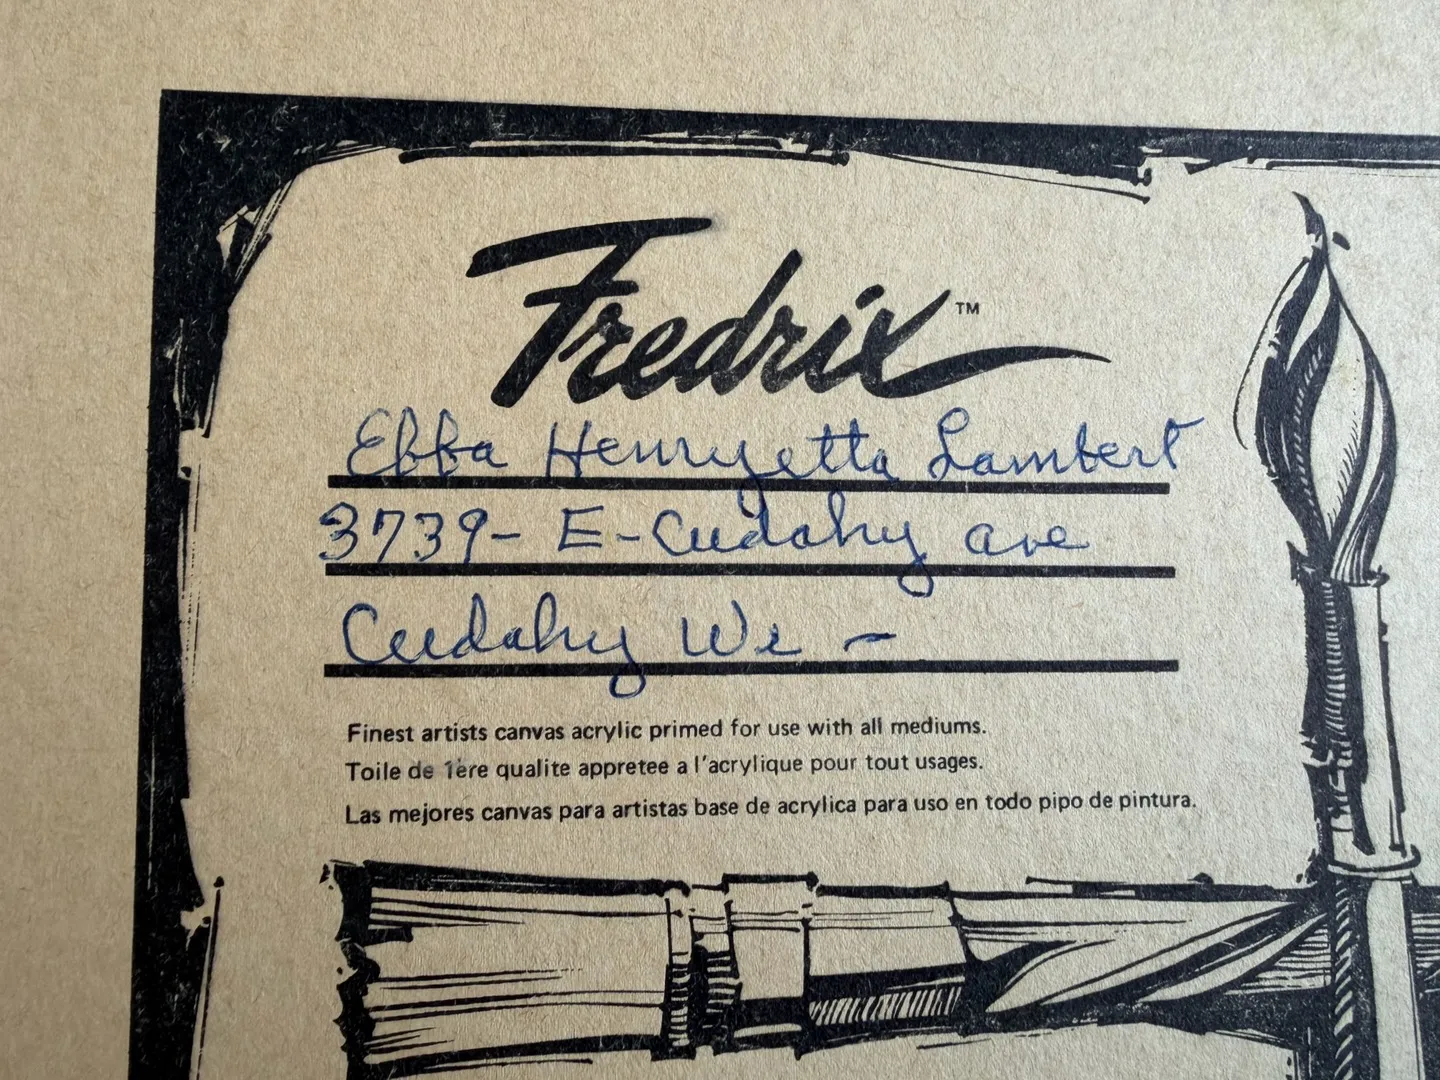 Fredrix™
Ebba Henryetta Lambert
3739- E-Cudahy ave
Cudahy Wi -
Finest artists canvas acrylic primed for use with all mediums.
Toile de 1ère qualite appretee a l'acrylique pour tout usages.
Las mejores canvas para artistas base de acrylica para uso en todo pipo de pintura.